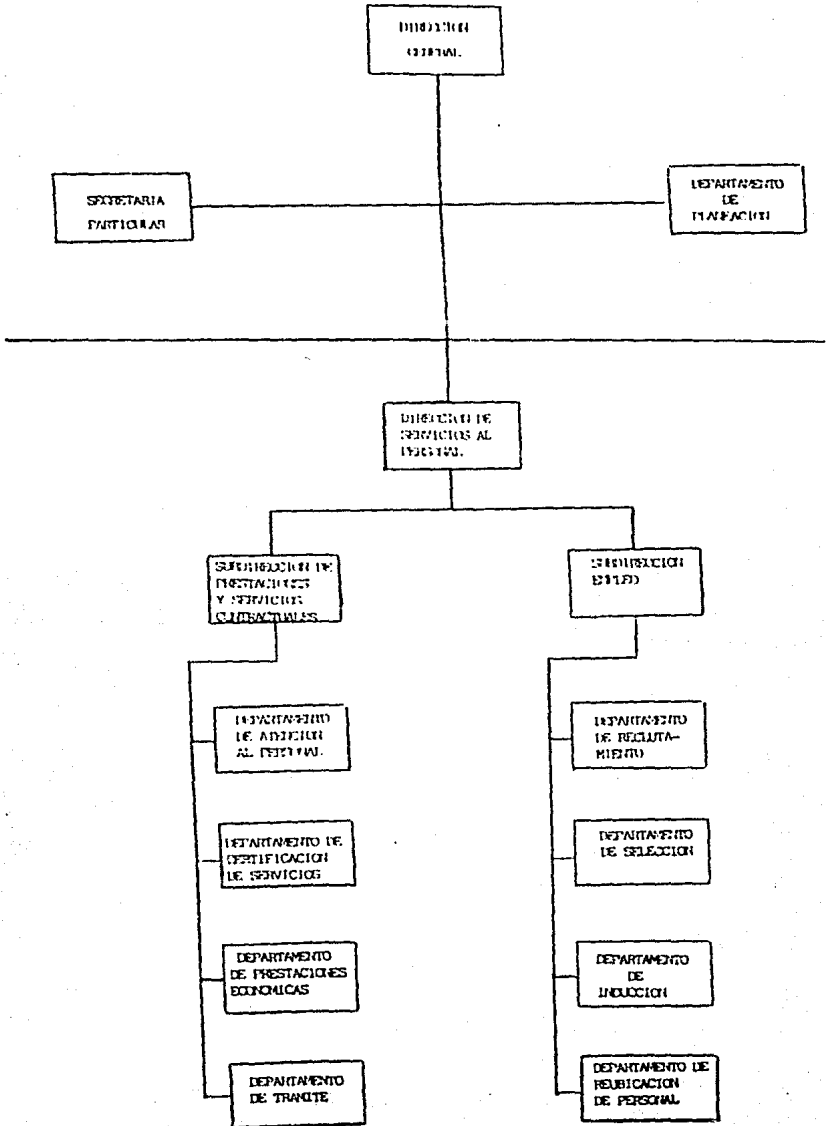 DIRECCION
GENERAL
SECRETARIA
PARTICULAR
DEPARTAMENTO
DE
PLANEACION
DIRECCION DE
SERVICIOS AL
PERSONAL
SUBDIRECCION DE
PRESTACIONES
Y SERVICIOS
CONTRACTUALES
SUBDIRECCION
EMPLEO
DEPARTAMENTO
DE ATENCION
AL PERSONAL
DEPARTAMENTO
DE RECLUTA-
MIENTO
DEPARTAMENTO DE
CERTIFICACION
DE SERVICIOS
DEPARTAMENTO
DE SELECCION
DEPARTAMENTO
DE PRESTACIONES
ECONOMICAS
DEPARTAMENTO
DE
INDUCCION
DEPARTAMENTO
DE TRAMITE
DEPARTAMENTO DE
REUBICACION
DE PERSONAL